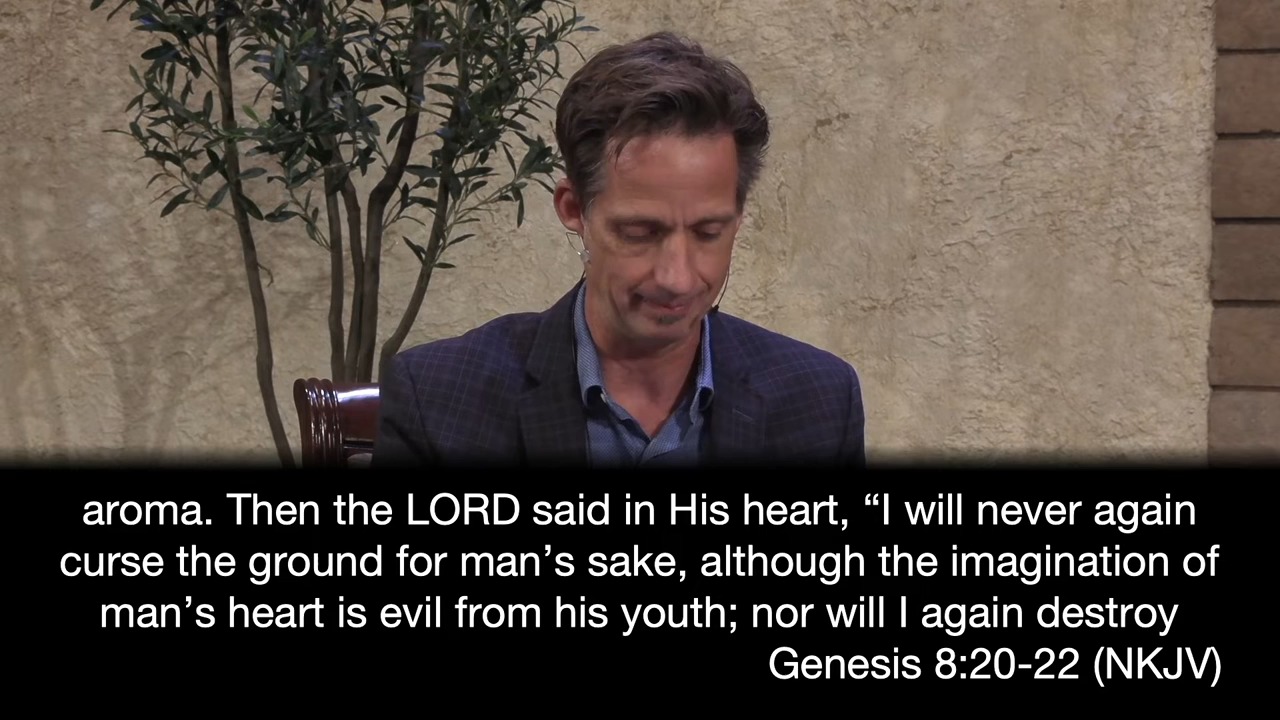 aroma. Then the LORD said in His heart, “I will never again
curse the ground for man’s sake, although the imagination of
man’s heart is evil from his youth; nor will I again destroy
Genesis 8:20-22 (NKJV)